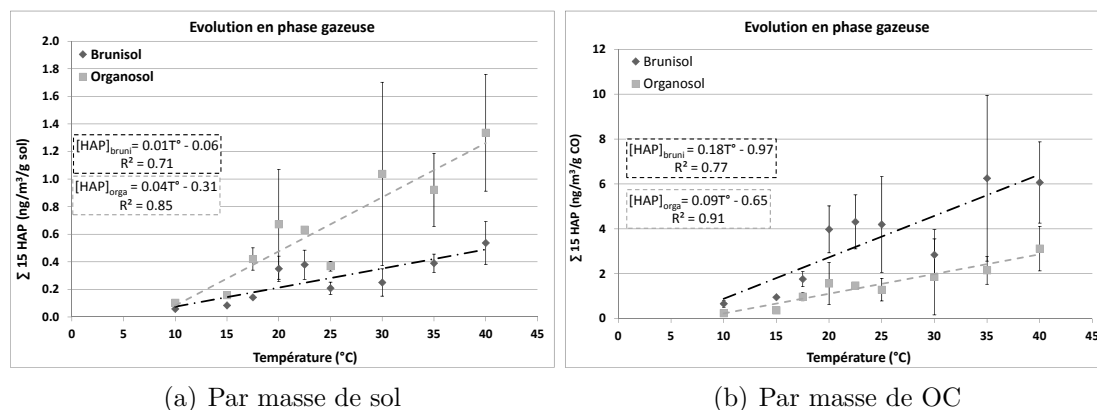 Evolution en phase gazeuse
2.0
1.8
1.6
1.4
1.2
1.0
0.8
0.6
0.4
0.2
0.0
∑ 15 HAP (ng/m³/g sol)
Brunisol
Organosol
[HAP]bruni = 0.01T° - 0.06
R² = 0.71
[HAP]orga = 0.04T° - 0.31
R² = 0.85
0 5 10 15 20 25 30 35 40 45
Température (°C)
(a) Par masse de sol
Evolution en phase gazeuse
12
10
8
6
4
2
0
∑ 15 HAP (ng/m³/g CO)
Brunisol
Organosol
[HAP]bruni = 0.18T° - 0.97
R² = 0.77
[HAP]orga = 0.09T° - 0.65
R² = 0.91
0 5 10 15 20 25 30 35 40 45
Température (°C)
(b) Par masse de OC